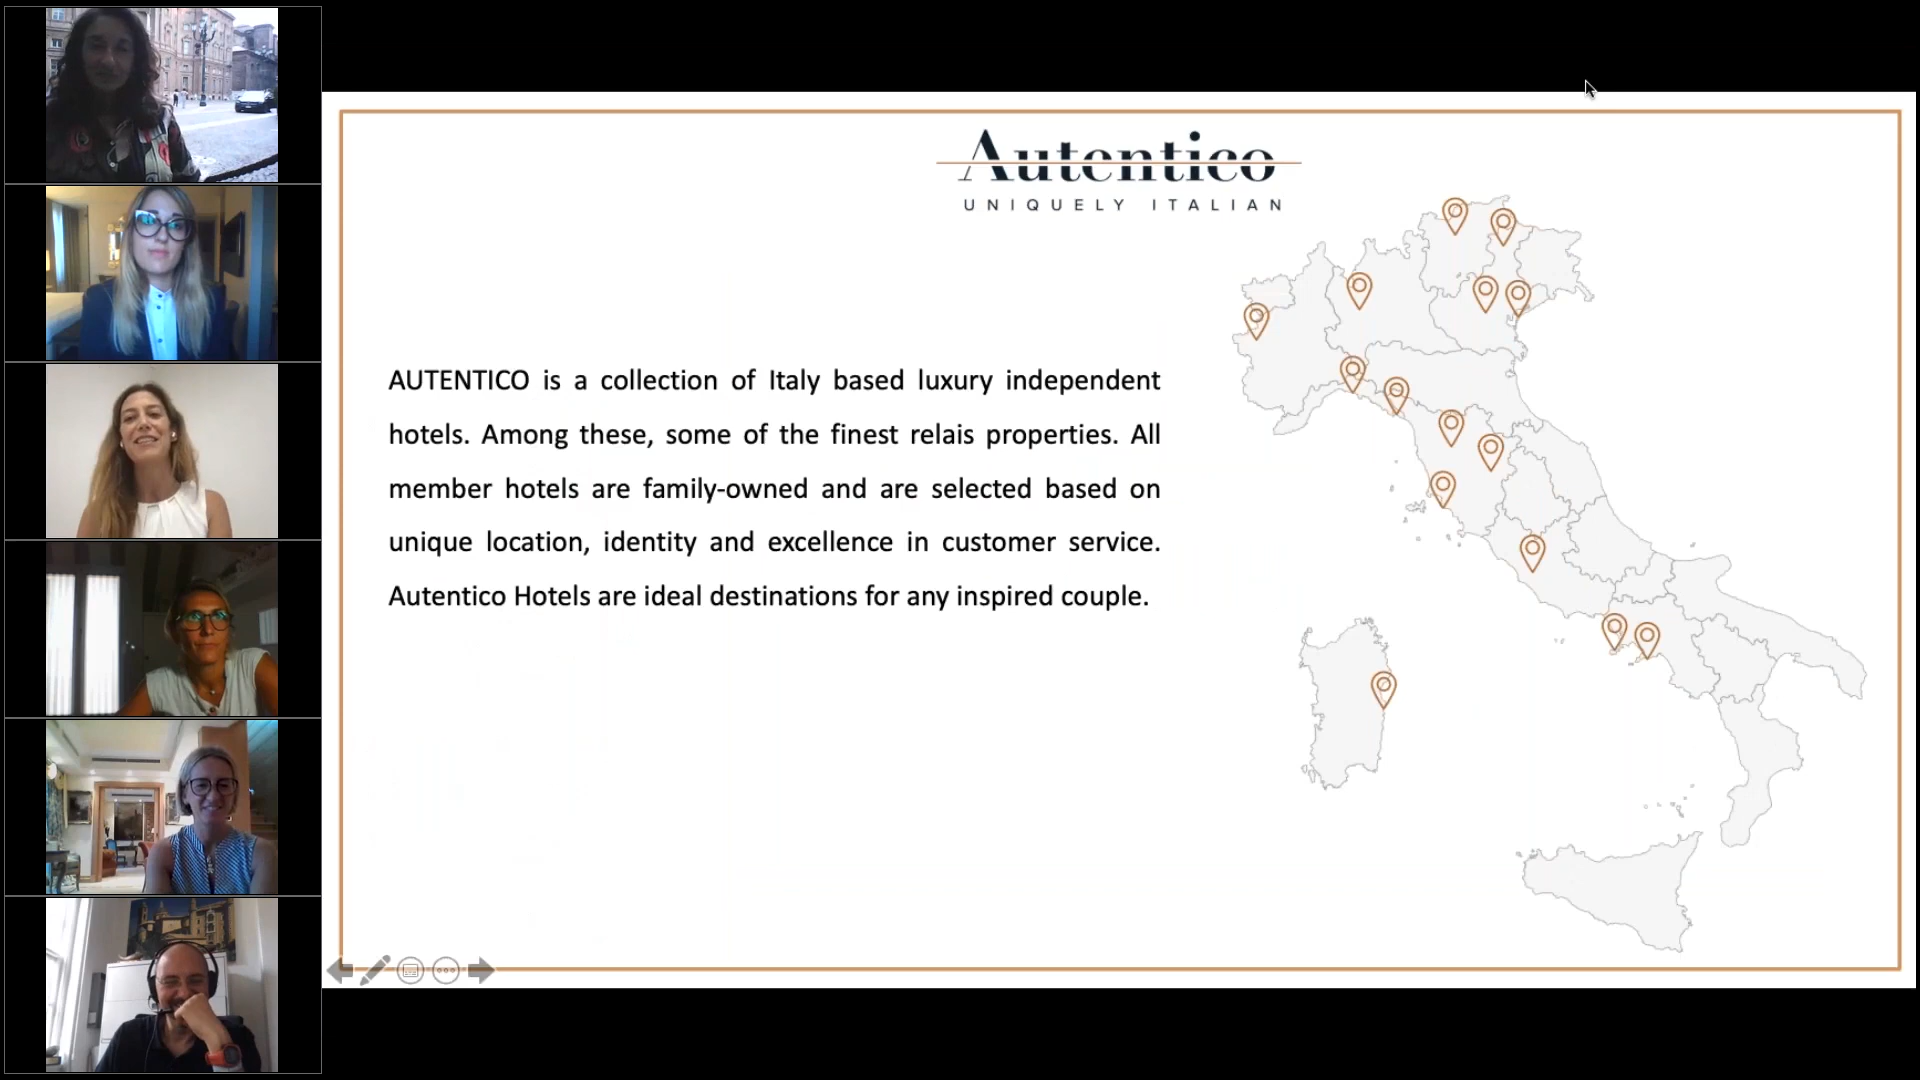 Autentico
UNIQUELY ITALIAN
AUTENTICO is a collection of Italy based luxury independent
hotels. Among these, some of the finest relais properties. All
member hotels are family-owned and are selected based on
unique location, identity and excellence in customer service.
Autentico Hotels are ideal destinations for any inspired couple.